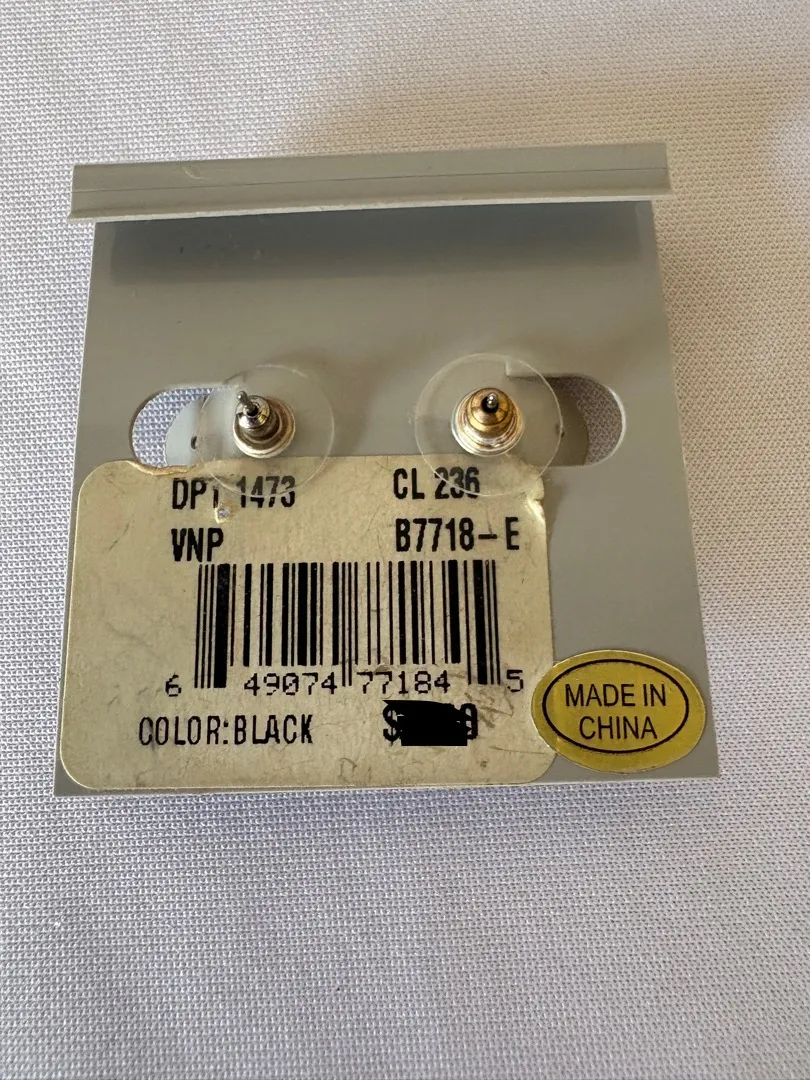 DPT 1473 CL 236
VNP B7718-E
6 49074 77184 5
COLOR:BLACK
MADE IN
CHINA